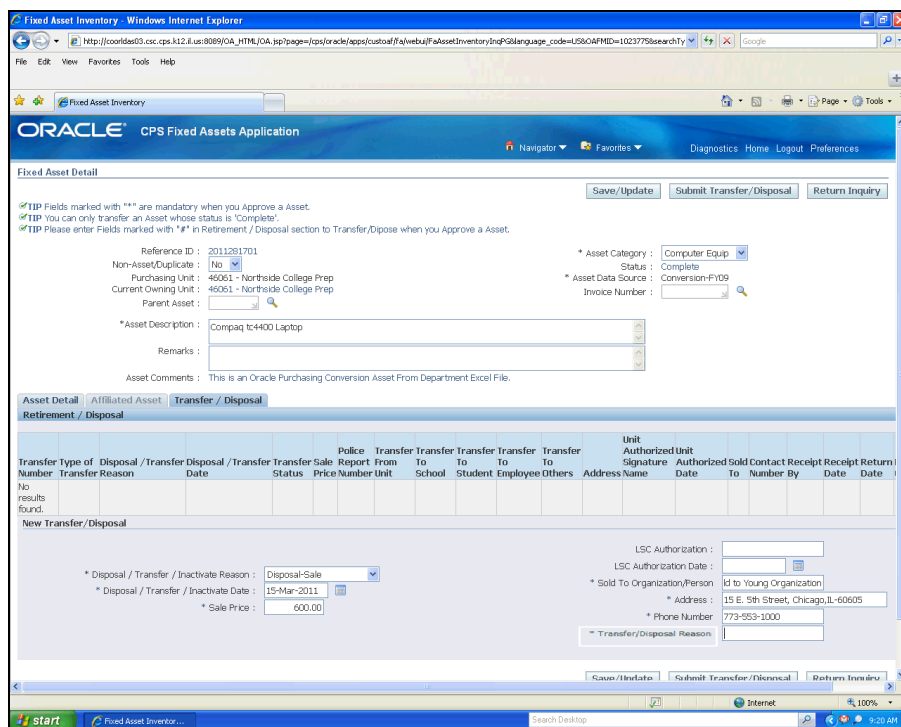 Fixed Asset Inventory - Windows Internet Explorer
http://coorldas03.csc.cps.k12.il.us:8089/OA_HTML/OA.jsp?page=/cps/oracle/apps/custoaf/fa/webui/FaAssetInventoryInqPG&language_code=US&OAFMID=1023775&searchTy
Google
File Edit View Favorites Tools Help
Fixed Asset Inventory
Page Tools
ORACLE CPS Fixed Assets Application
Navigator Favorites Diagnostics Home Logout Preferences
Fixed Asset Detail
Save/Update Submit Transfer/Disposal Return Inquiry
TIP Fields marked with "*" are mandatory when you Approve a Asset.
TIP You can only transfer an Asset whose status is 'Complete'.
TIP Please enter Fields marked with "#" in Retirement / Disposal section to Transfer/Dipose when you Approve a Asset.
Reference ID : 2011281701
Non-Asset/Duplicate : No
Purchasing Unit : 46061 - Northside College Prep
Current Owning Unit : 46061 - Northside College Prep
Parent Asset :
* Asset Category : Computer Equip
Status : Complete
* Asset Data Source : Conversion-FY09
Invoice Number :
*Asset Description : Compaq tc4400 Laptop
Remarks :
Asset Comments : This is an Oracle Purchasing Conversion Asset From Department Excel File.
Asset Detail Affiliated Asset Transfer / Disposal
Retirement / Disposal
Unit
Police Transfer Transfer Transfer Transfer Transfer Authorized Unit
Transfer Type of Disposal /Transfer Disposal /Transfer Transfer Sale Report From To To To To Signature Authorized Sold Contact Receipt Receipt Return
Number Transfer Reason Date Status Price Number Unit School Student Employee Others Address Name Date To Number By Date Date
No
results
found.
New Transfer/Disposal
* Disposal / Transfer / Inactivate Reason : Disposal-Sale
* Disposal / Transfer / Inactivate Date : 15-Mar-2011
* Sale Price : 600.00
LSC Authorization :
LSC Authorization Date :
* Sold To Organization/Person ld to Young Organization
* Address : 15 E. 5th Street, Chicago,IL-60605
* Phone Number 773-553-1000
* Transfer/Disposal Reason
Save/Update Submit Transfer/Disposal Return Inquiry
Internet 100%
start Fixed Asset Inventor... Search Desktop 9:20 AM